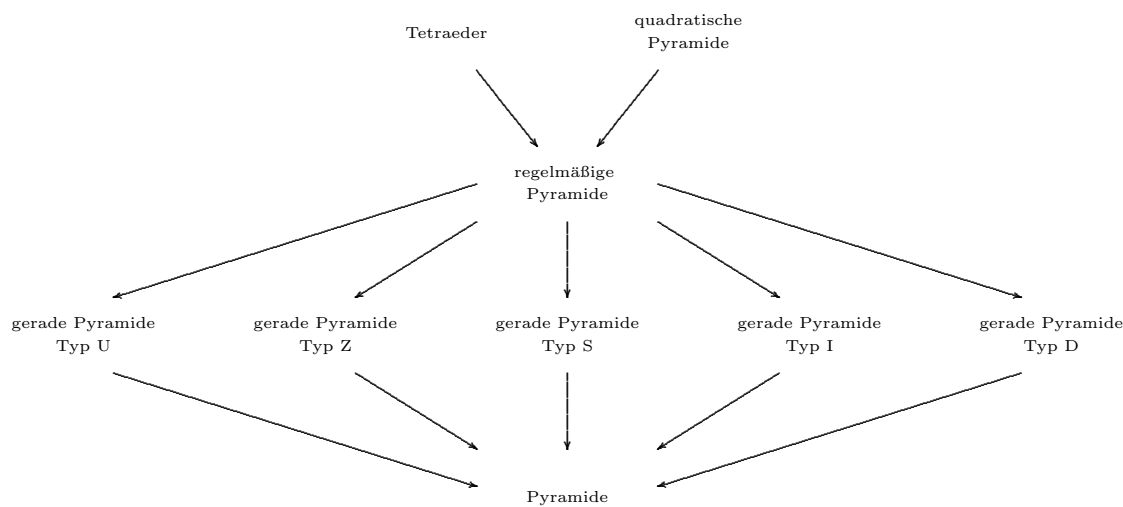 Tetraeder
quadratische
Pyramide
regelmäßige
Pyramide
gerade Pyramide
Typ U
gerade Pyramide
Typ Z
gerade Pyramide
Typ S
gerade Pyramide
Typ I
gerade Pyramide
Typ D
Pyramide